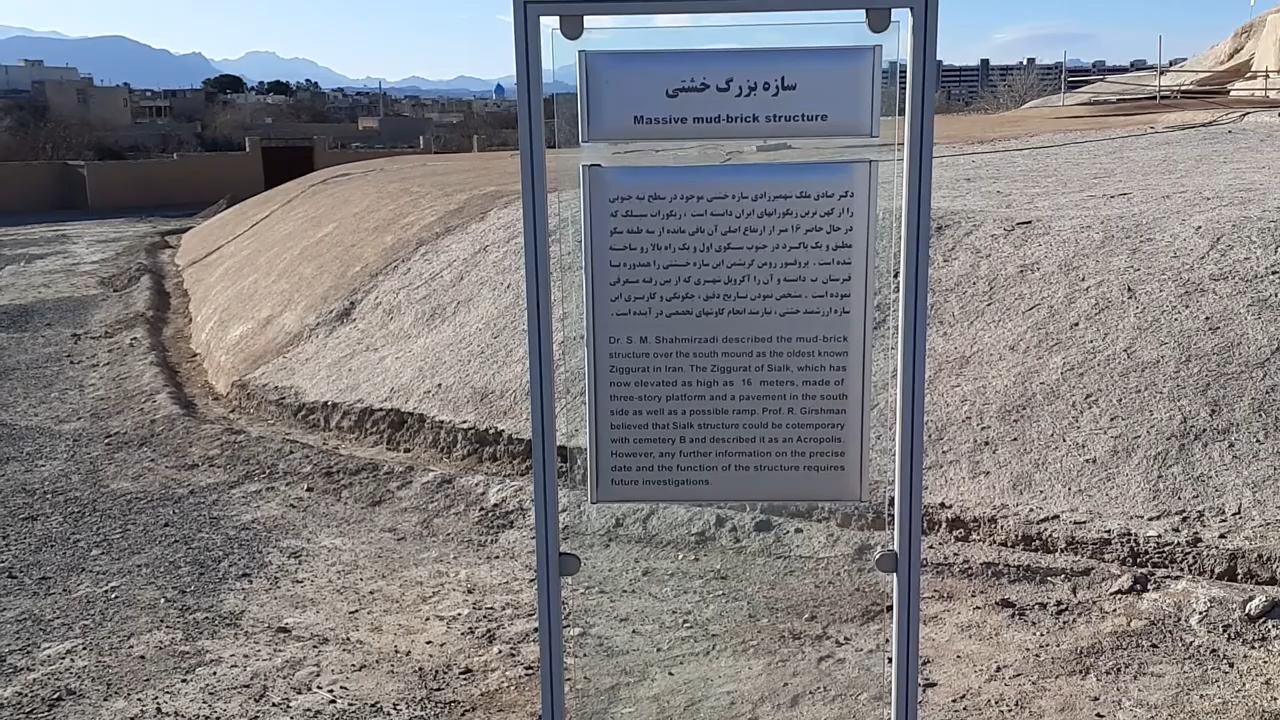 سازه بزرگ خشتی
Massive mud-brick structure
دکتر صادق ملک شهمیرزادی سازه خشتی موجود در سطح تپه جنوبی
را از کهن ترین زیگوراتهای ایران دانسته است ، زیگورات سیلک که
در حال حاضر ۱۶ متر از ارتفاع اصلی آن باقی مانده از سه طبقه سکو
مطبق و یک پاگرد در جنوب سکوی اول و یک راه بالا رو ساخته
شده است . پروفسور رومن گریشمن این سازه خشتی را همدوره با
قبرستان ب دانسته و آن را آکروپل شهری که از بین رفته معرفی
نموده است . مشخص نمودن تاریخ دقیق ، چگونگی و کاربری این
سازه ارزشمند خشتی ، نیازمند انجام کاوشهای تخصصی در آینده است .
Dr. S. M. Shahmirzadi described the mud-brick
structure over the south mound as the oldest known
Ziggurat in Iran. The Ziggurat of Sialk, which has
now elevated as high as 16 meters, made of
three-story platform and a pavement in the south
side as well as a possible ramp. Prof. R. Girshman
believed that Sialk structure could be cotemporary
with cemetery B and described it as an Acropolis.
However, any further information on the precise
date and the function of the structure requires
future investigations.